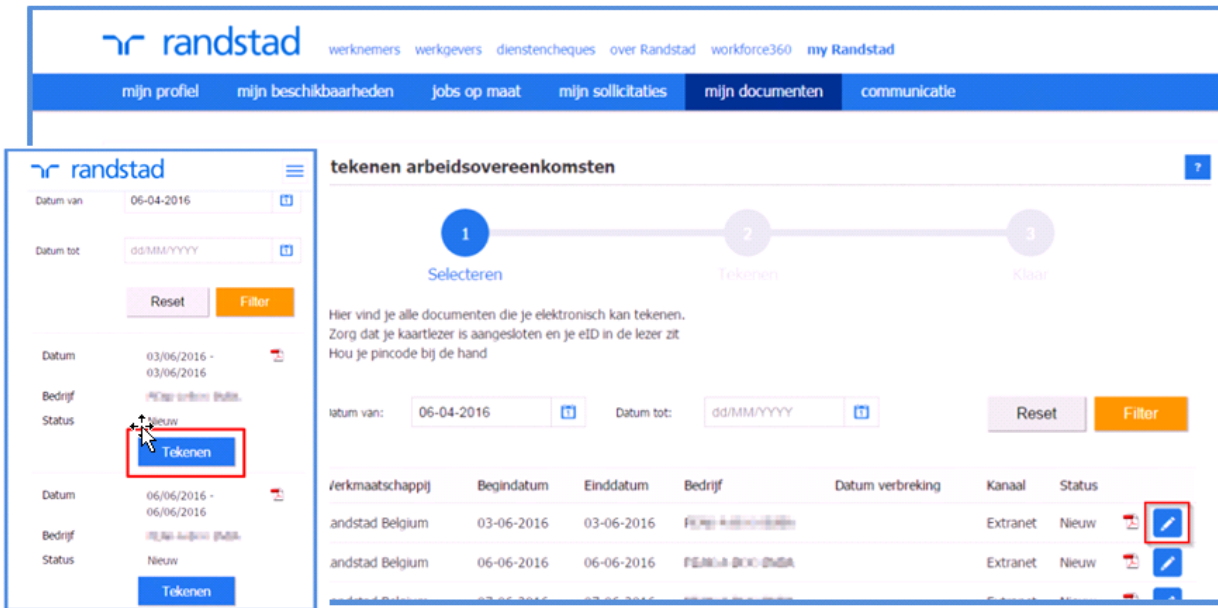 randstad
werknemers werkgevers dienstencheques over Randstad workforce360 my Randstad
mijn profiel mijn beschikbaarheden jobs op maat mijn sollicitaties mijn documenten communicatie
randstad
Datum van 06-04-2016
Datum tot dd/MM/YYYY
Reset Filter
Datum 03/06/2016 -
03/06/2016
Bedrijf
Status Nieuw
Tekenen
Datum 06/06/2016 -
06/06/2016
Bedrijf
Status Nieuw
Tekenen
tekenen arbeidsovereenkomsten ?
1 2 3
Selecteren Tekenen Klaar
Hier vind je alle documenten die je elektronisch kan tekenen.
Zorg dat je kaartlezer is aangesloten en je eID in de lezer zit
Hou je pincode bij de hand
Datum van: 06-04-2016 Datum tot: dd/MM/YYYY Reset Filter
Werkmaatschappij Begindatum Einddatum Bedrijf Datum verbreking Kanaal Status
andstad Belgium 03-06-2016 03-06-2016 Extranet Nieuw
andstad Belgium 06-06-2016 06-06-2016 Extranet Nieuw